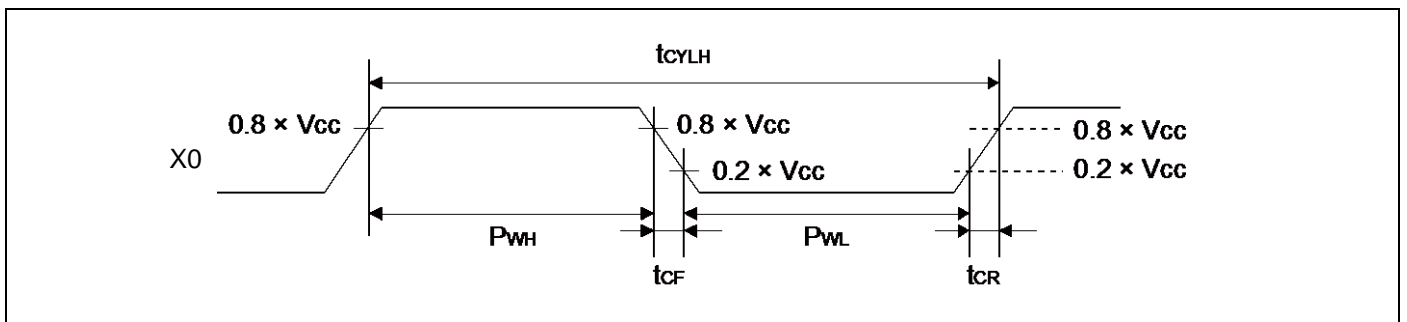 tCYLH
0.8 × Vcc
0.8 × Vcc
0.8 × Vcc
X0
0.2 × Vcc
0.2 × Vcc
PWH
PWL
tCF
tCR